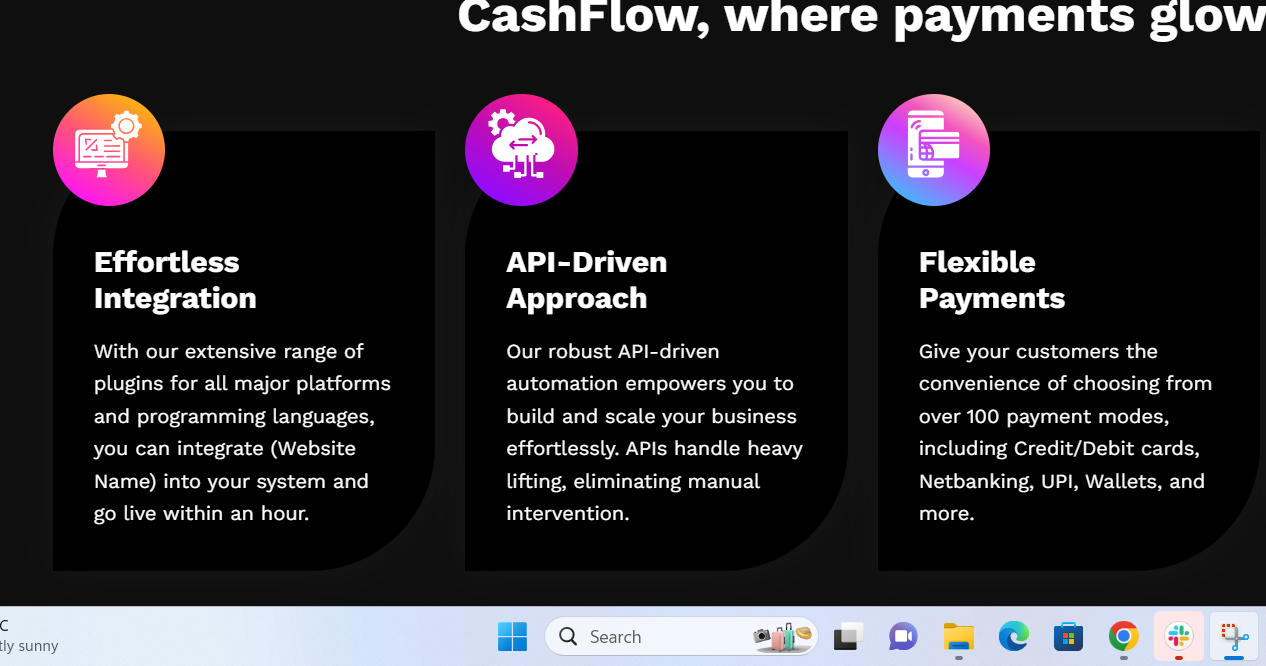 CashFlow, where payments glow
Effortless
Integration
With our extensive range of
plugins for all major platforms
and programming languages,
you can integrate (Website
Name) into your system and
go live within an hour.
API-Driven
Approach
Our robust API-driven
automation empowers you to
build and scale your business
effortlessly. APIs handle heavy
lifting, eliminating manual
intervention.
Flexible
Payments
Give your customers the
convenience of choosing from
over 100 payment modes,
including Credit/Debit cards,
Netbanking, UPI, Wallets, and
more.
C
tly sunny
Search